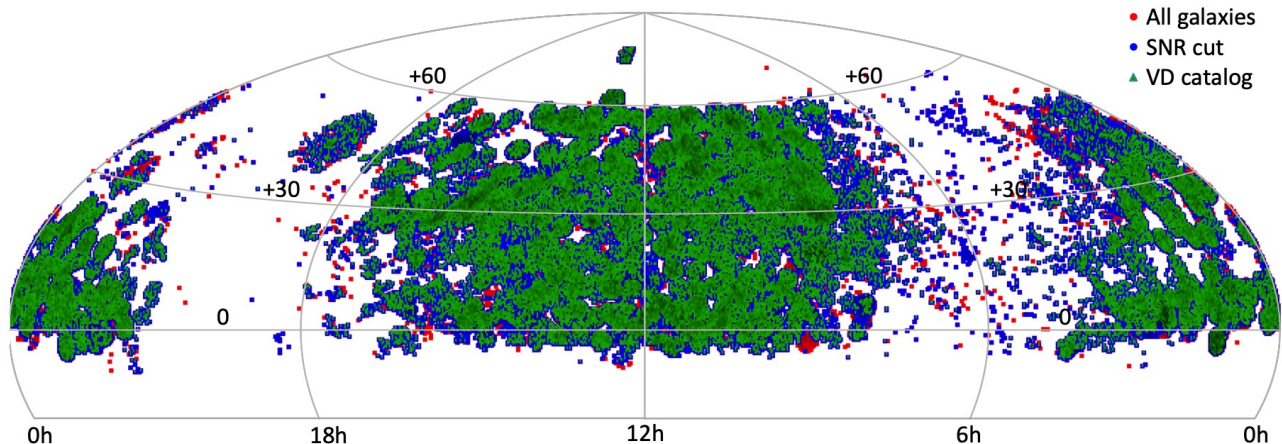 All galaxies
SNR cut
VD catalog
+60 +60
+30 +30
0 0
0h 18h 12h 6h 0h